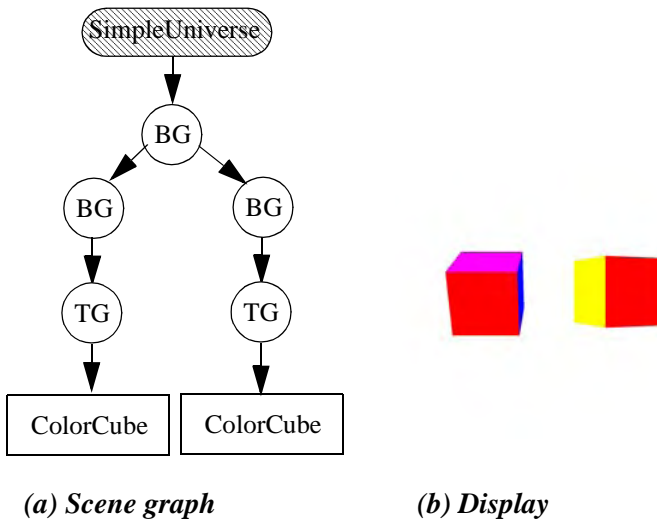 SimpleUniverse
BG
BG BG
TG TG
ColorCube ColorCube
(a) Scene graph (b) Display